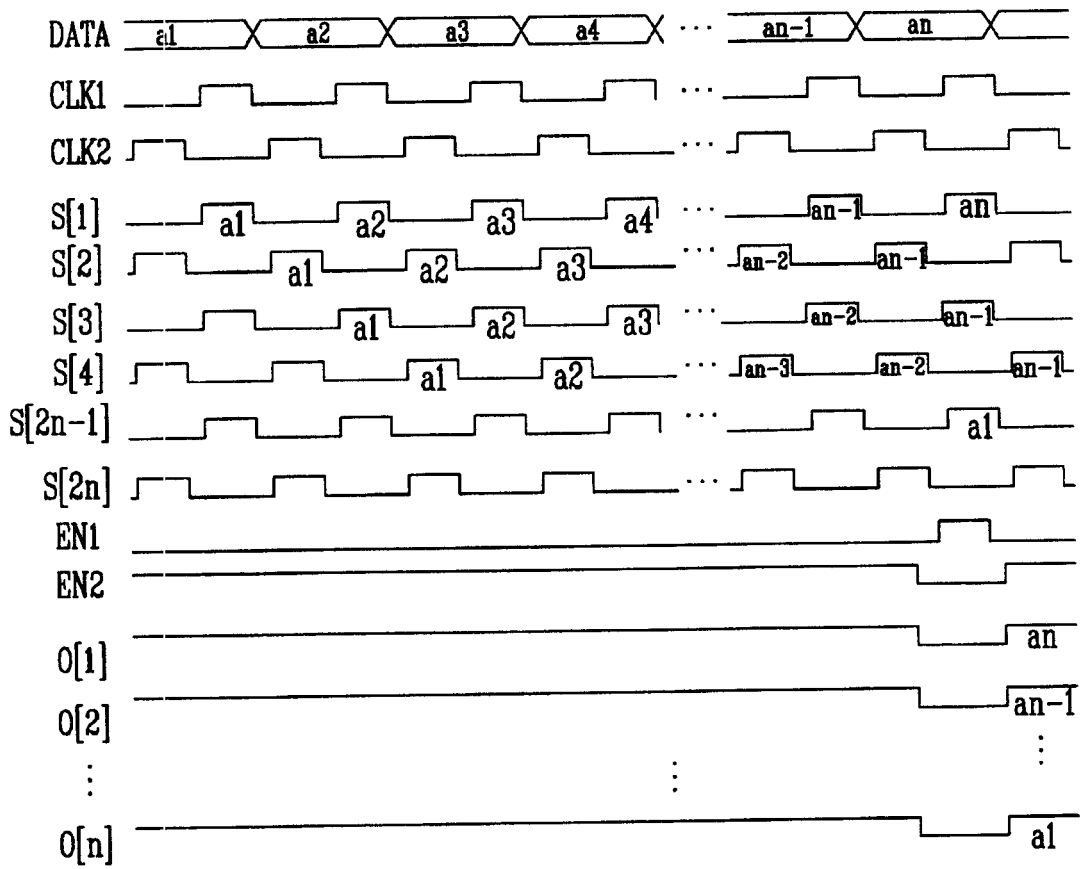 DATA a1 a2 a3 a4 ··· an-1 an
CLK1 ···
CLK2 ···
S[1] a1 a2 a3 a4 ··· an-1 an
S[2] a1 a2 a3 ··· an-2 an-1
S[3] a1 a2 a3 ··· an-2 an-1
S[4] a1 a2 ··· an-3 an-2 an-1
S[2n-1] ··· a1
S[2n] ···
EN1
EN2
O[1] an
O[2] an-1
O[n] a1